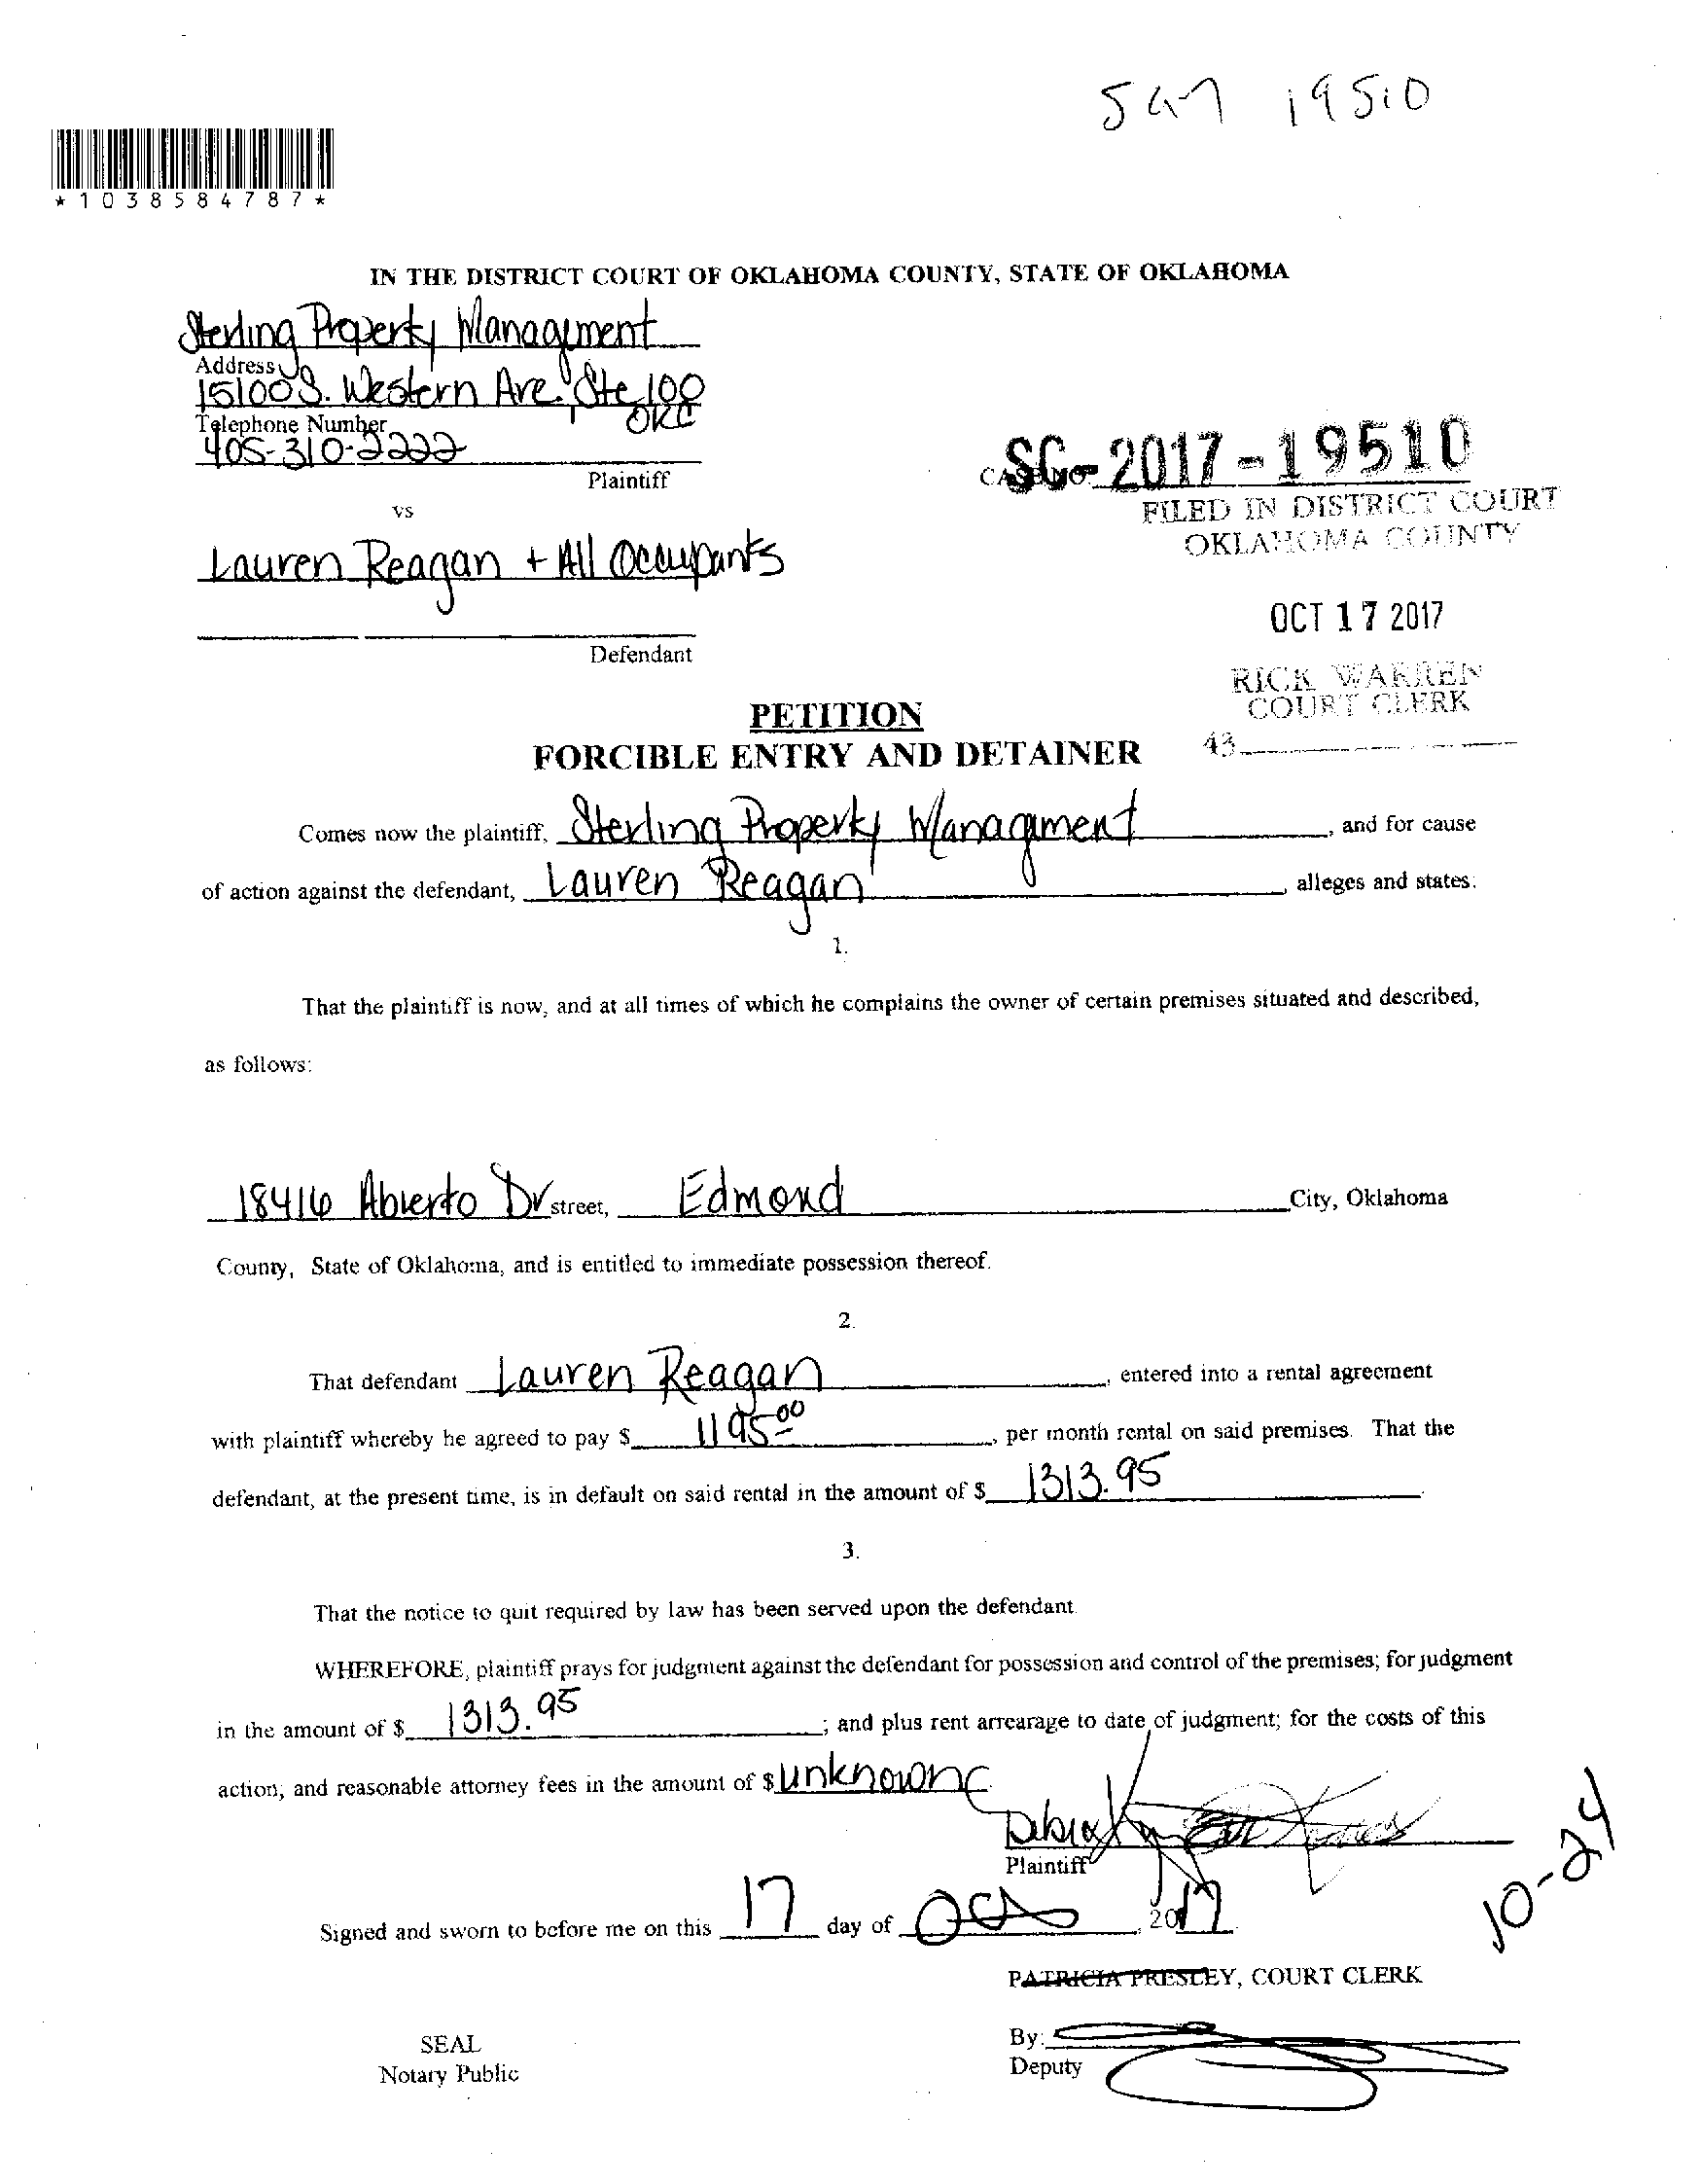 19510
*1038584787*
IN THE DISTRICT COURT OF OKLAHOMA COUNTY, STATE OF OKLAHOMA
Sterling Property Management
Address
15100 S. Western Ave. Ste 100
OKC
Telephone Number
405-310-2222
Plaintiff
CASE NO. SC-2017-19510
vs
FILED IN DISTRICT COURT
OKLAHOMA COUNTY
Lauren Reagan + All Occupants
OCT 17 2017
Defendant
RICK WARREN
COURT CLERK
43
PETITION
FORCIBLE ENTRY AND DETAINER
Comes now the plaintiff, Sterling Property Management, and for cause
of action against the defendant, Lauren Reagan, alleges and states:
1.
That the plaintiff is now, and at all times of which he complains the owner of certain premises situated and described,
as follows:
18416 Abierto Dr street, Edmond City, Oklahoma
County, State of Oklahoma, and is entitled to immediate possession thereof.
2.
That defendant Lauren Reagan, entered into a rental agreement
with plaintiff whereby he agreed to pay $ 1195.00, per month rental on said premises. That the
defendant, at the present time, is in default on said rental in the amount of $ 1313.95
3.
That the notice to quit required by law has been served upon the defendant.
WHEREFORE, plaintiff prays for judgment against the defendant for possession and control of the premises; for judgment
in the amount of $ 1313.95; and plus rent arrearage to date of judgment; for the costs of this
action; and reasonable attorney fees in the amount of $ unknown
Debra
Plaintiff
10-24
Signed and sworn to before me on this 17 day of Oct, 2017
PATRICIA PRESLEY, COURT CLERK
SEAL
Notary Public
By:
Deputy